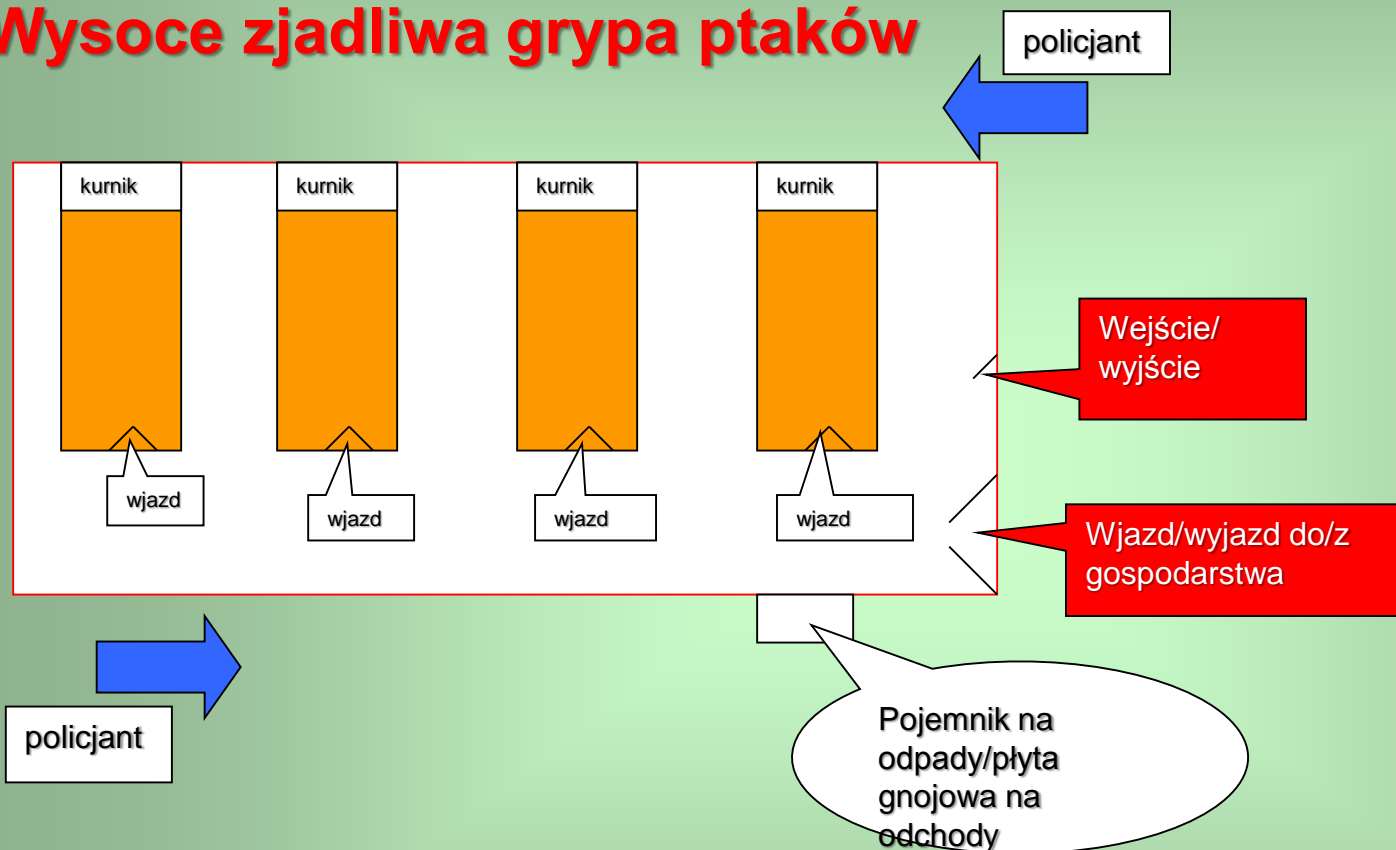 Wysoce zjadliwa grypa ptaków
policjant
kurnik
kurnik
kurnik
kurnik
Wejście/
wyjście
wjazd
wjazd
wjazd
wjazd
Wjazd/wyjazd do/z
gospodarstwa
policjant
Pojemnik na
odpady/płyta
gnojowa na
odchody